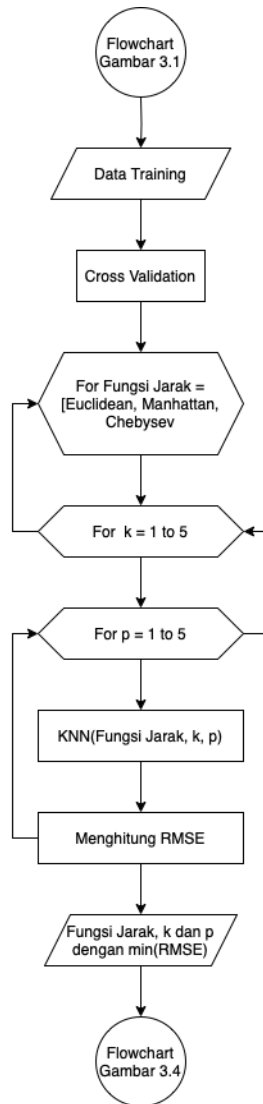 Flowchart
Gambar 3.1
Data Training
Cross Validation
For Fungsi Jarak =
[Euclidean, Manhattan,
Chebysev
For k = 1 to 5
For p = 1 to 5
KNN(Fungsi Jarak, k, p)
Menghitung RMSE
Fungsi Jarak, k dan p
dengan min(RMSE)
Flowchart
Gambar 3.4